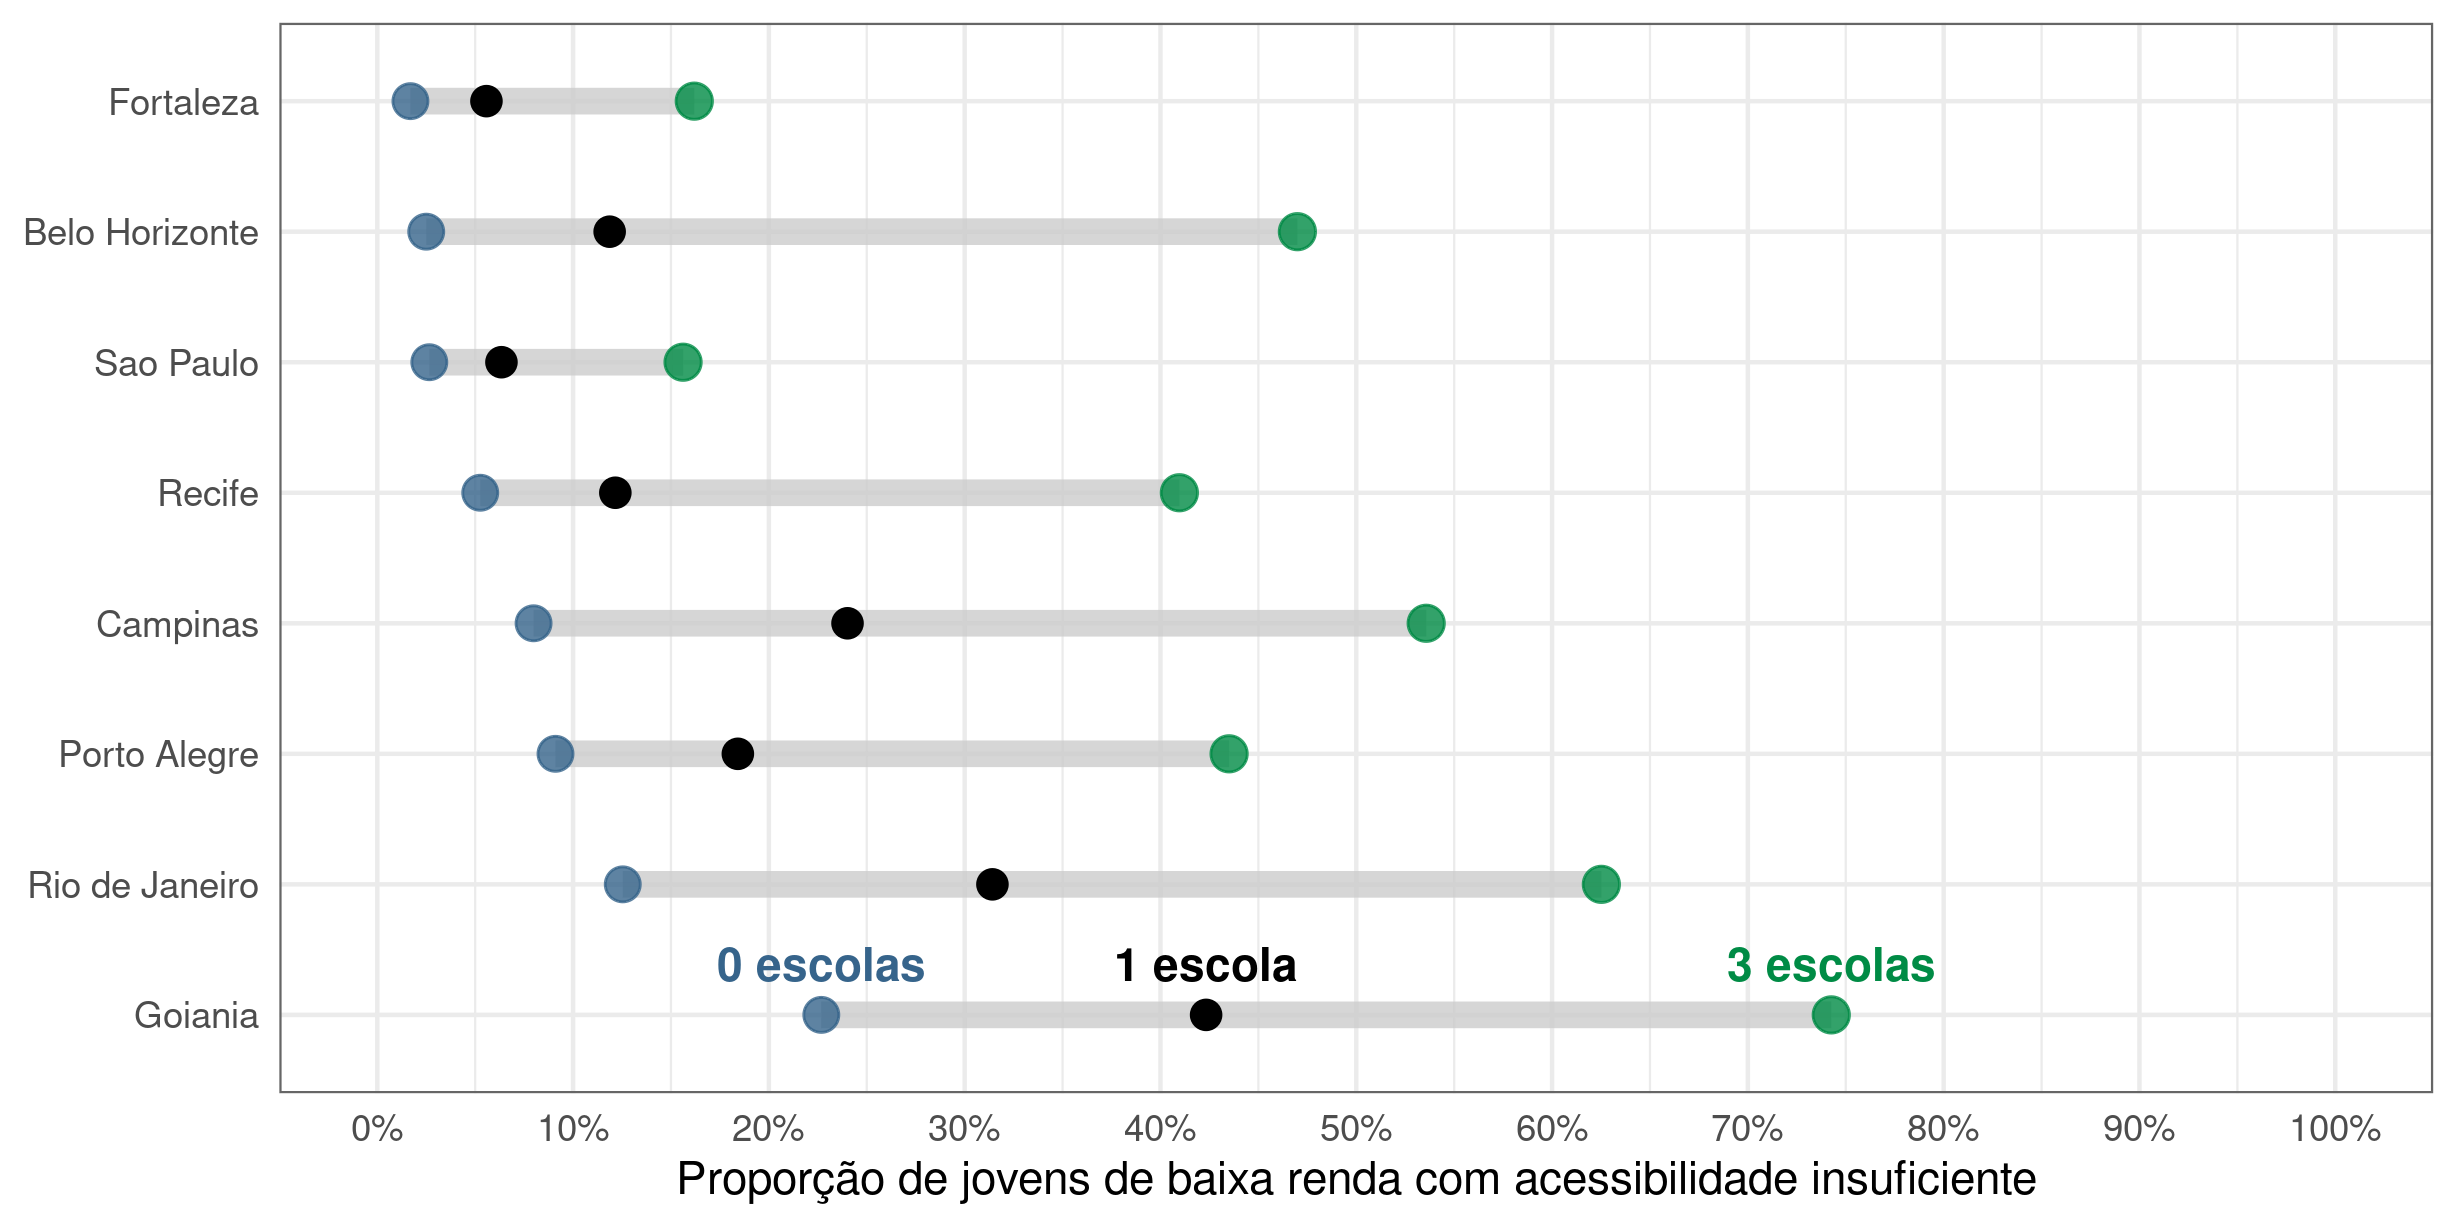 Fortaleza
Belo Horizonte
Sao Paulo
Recife
Campinas
Porto Alegre
Rio de Janeiro
0 escolas 1 escola 3 escolas
Goiania
0% 10% 20% 30% 40% 50% 60% 70% 80% 90% 100%
Proporção de jovens de baixa renda com acessibilidade insuficiente